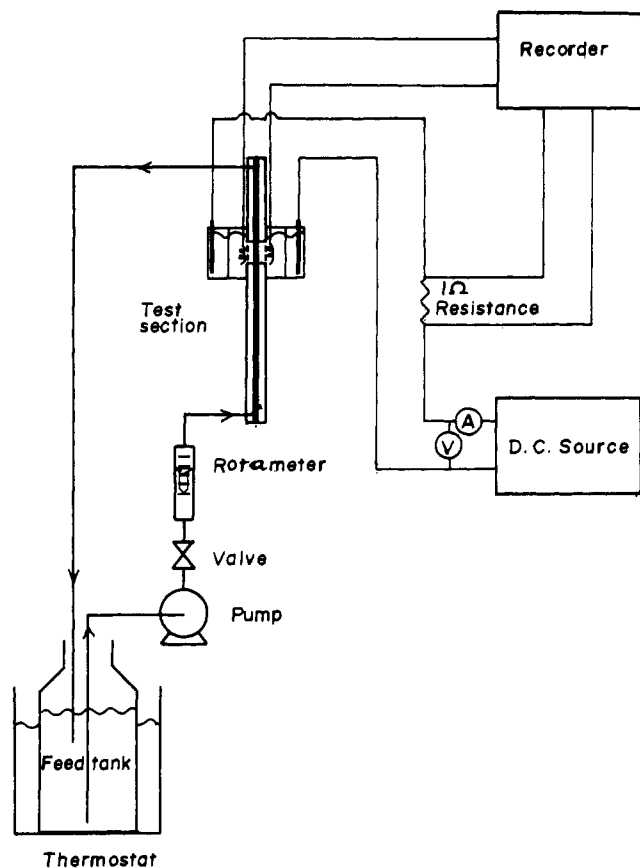 Recorder
1Ω
Resistance
Test
section
A
V
D.C. Source
Rotameter
Valve
Pump
Feed tank
Thermostat